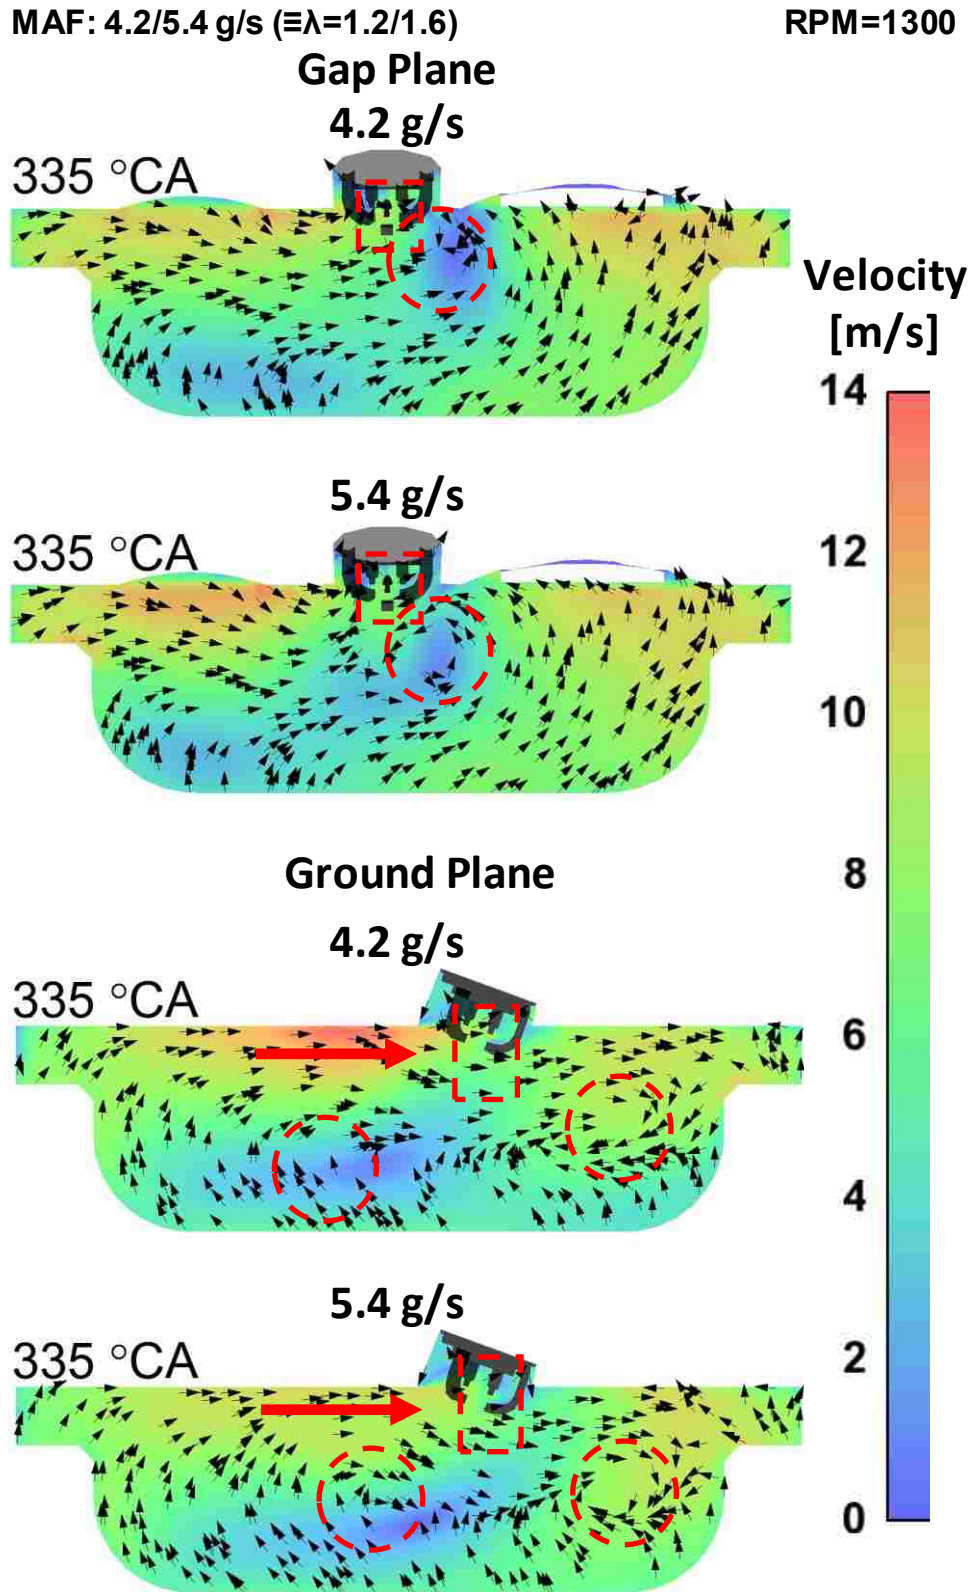 MAF: 4.2/5.4 g/s (≡λ=1.2/1.6) RPM=1300
Gap Plane
4.2 g/s
335 °CA
Velocity
[m/s]
14
5.4 g/s
335 °CA
12
10
Ground Plane
8
4.2 g/s
335 °CA
6
4
5.4 g/s
335 °CA
2
0